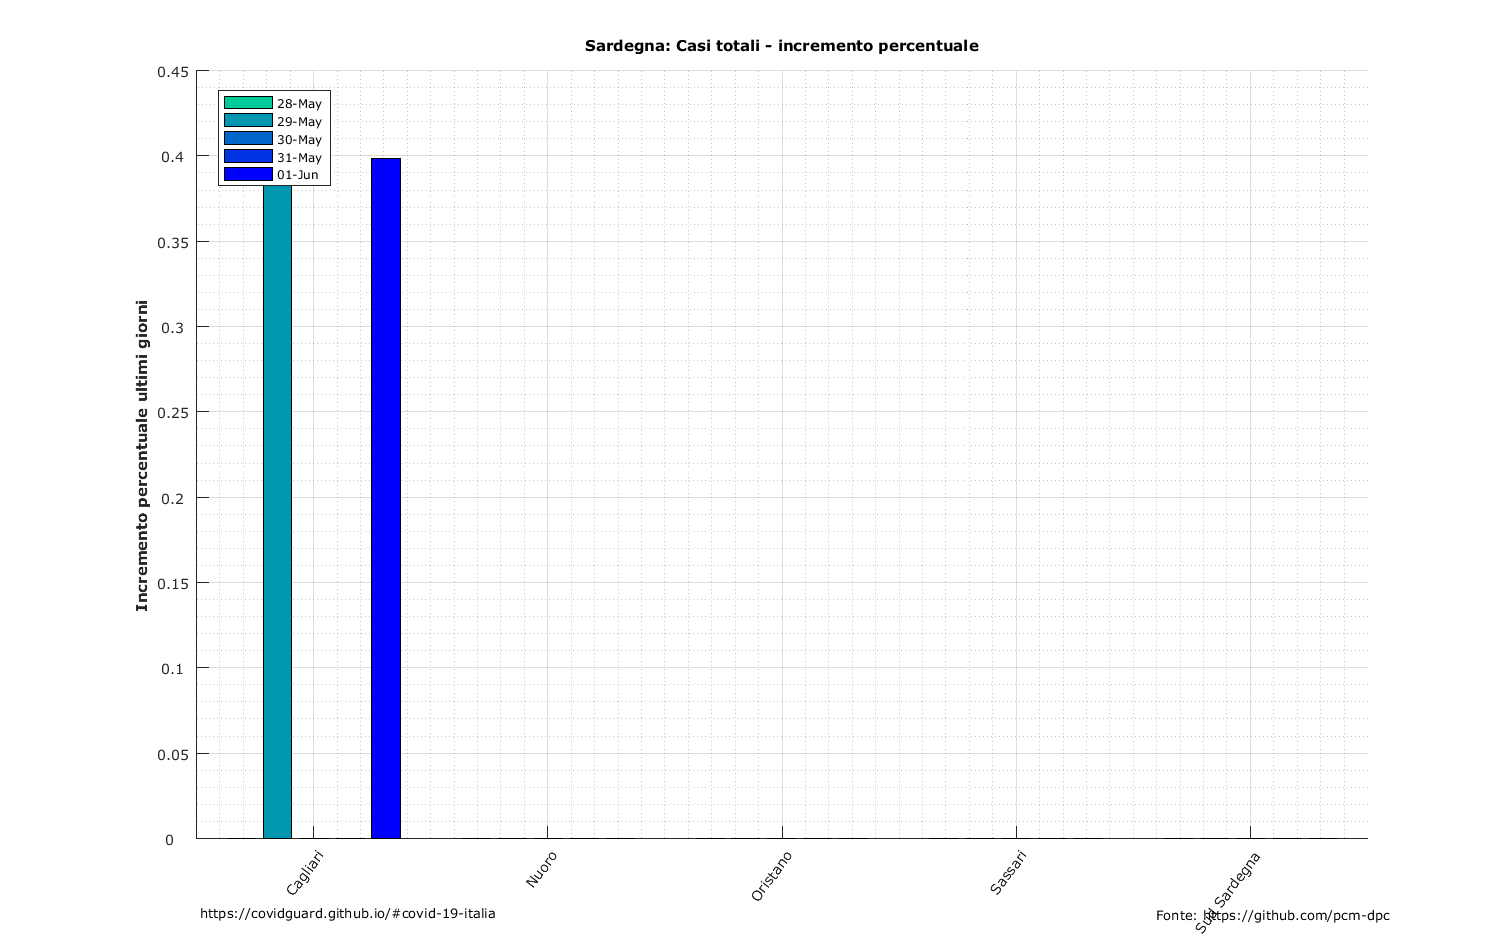 Sardegna: Casi totali - incremento percentuale
Incremento percentuale ultimi giorni
0.45
0.4
0.35
0.3
0.25
0.2
0.15
0.1
0.05
0
28-May
29-May
30-May
31-May
01-Jun
Cagliari
Nuoro
Oristano
Sassari
Sud Sardegna
https://covidguard.github.io/#covid-19-italia
Fonte: https://github.com/pcm-dpc